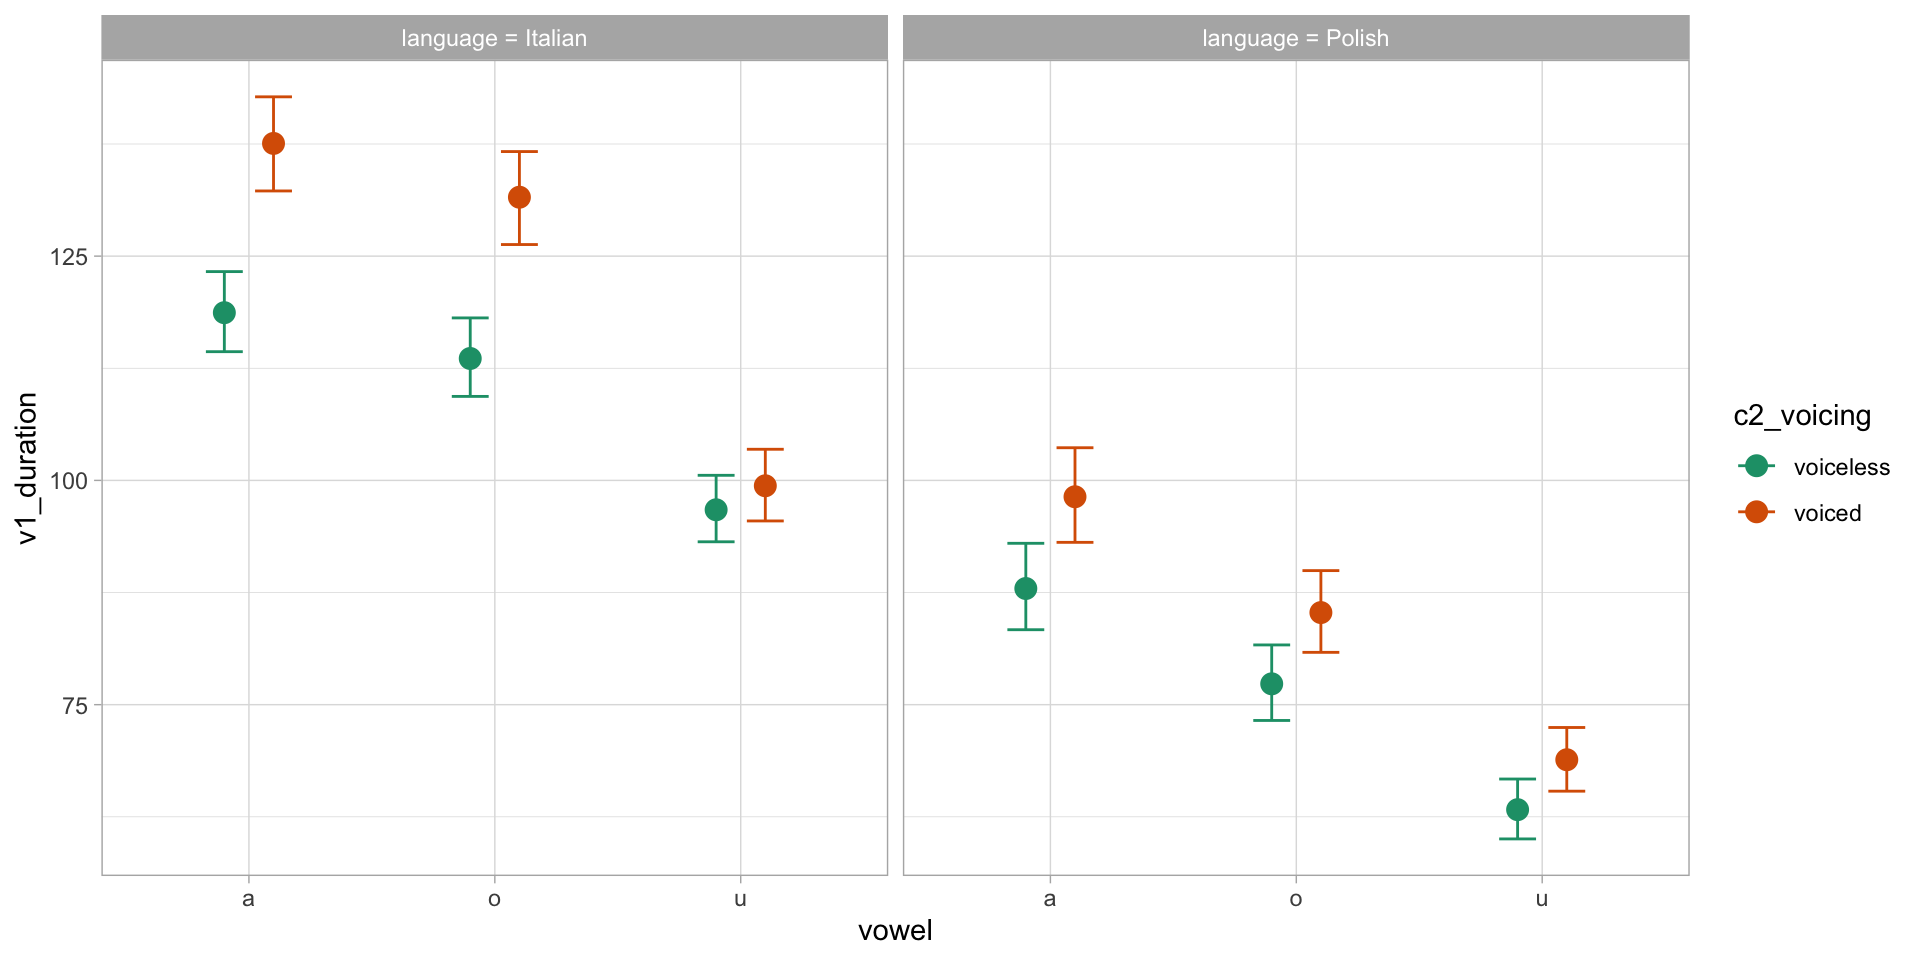 language = Italian
language = Polish
v1_duration
125
100
75
a
o
u
a
o
u
vowel
c2_voicing
voiceless
voiced